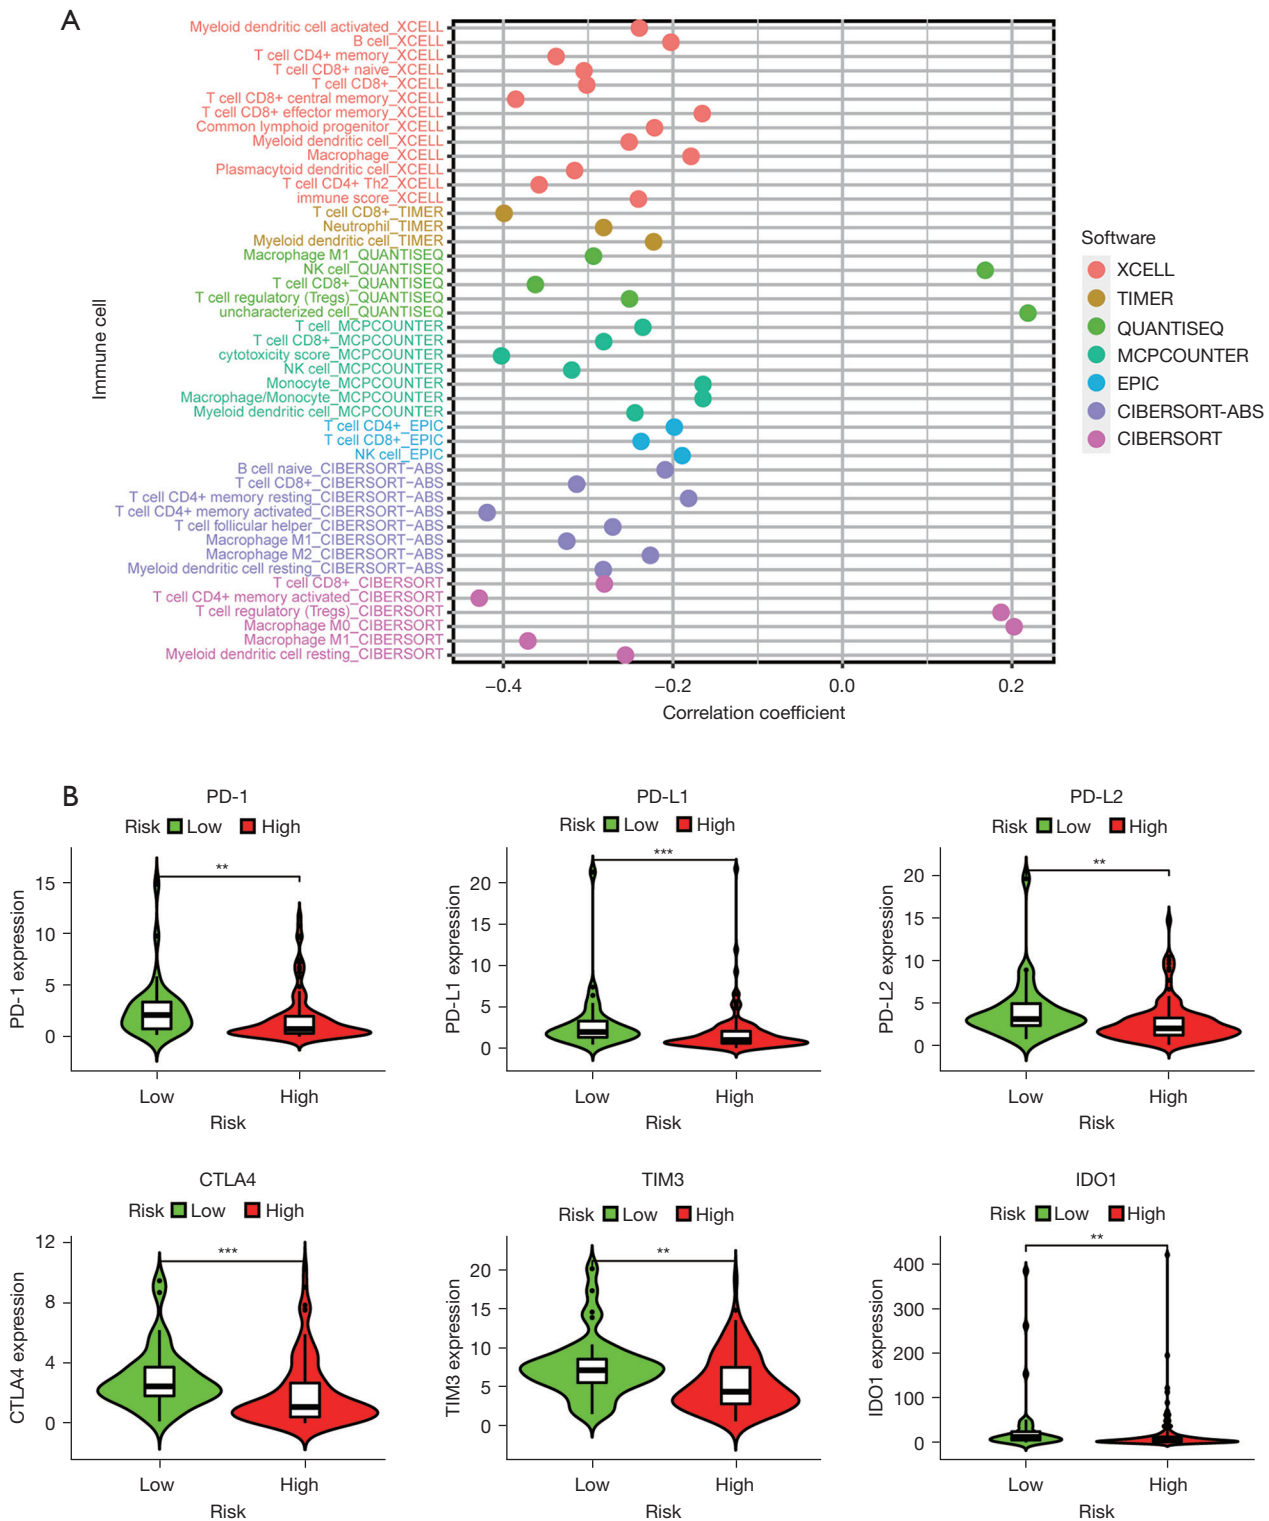 A
Myeloid dendritic cell activated_XCELL
B cell_XCELL
T cell CD4+ memory_XCELL
T cell CD8+ naive_XCELL
T cell CD8+_XCELL
T cell CD8+ central memory_XCELL
T cell CD8+ effector memory_XCELL
Common lymphoid progenitor_XCELL
Myeloid dendritic cell_XCELL
Macrophage_XCELL
Plasmacytoid dendritic cell_XCELL
T cell CD4+ Th2_XCELL
immune score_XCELL
T cell CD8+_TIMER
Neutrophil_TIMER
Myeloid dendritic cell_TIMER
Macrophage M1_QUANTISEQ
NK cell_QUANTISEQ
T cell CD8+_QUANTISEQ
T cell regulatory (Tregs)_QUANTISEQ
uncharacterized cell_QUANTISEQ
T cell_MCPCOUNTER
T cell CD8+_MCPCOUNTER
cytotoxicity score_MCPCOUNTER
NK cell_MCPCOUNTER
Monocyte_MCPCOUNTER
Macrophage/Monocyte_MCPCOUNTER
Myeloid dendritic cell_MCPCOUNTER
T cell CD4+_EPIC
T cell CD8+_EPIC
NK cell_EPIC
B cell naive_CIBERSORT−ABS
T cell CD8+_CIBERSORT−ABS
T cell CD4+ memory resting_CIBERSORT−ABS
T cell CD4+ memory activated_CIBERSORT−ABS
T cell follicular helper_CIBERSORT−ABS
Macrophage M1_CIBERSORT−ABS
Macrophage M2_CIBERSORT−ABS
Myeloid dendritic cell resting_CIBERSORT−ABS
T cell CD8+_CIBERSORT
T cell CD4+ memory activated_CIBERSORT
T cell regulatory (Tregs)_CIBERSORT
Macrophage M0_CIBERSORT
Macrophage M1_CIBERSORT
Myeloid dendritic cell resting_CIBERSORT
Immune cell
−0.4 −0.2 0.0 0.2
Correlation coefficient
Software
XCELL
TIMER
QUANTISEQ
MCPCOUNTER
EPIC
CIBERSORT-ABS
CIBERSORT
B
PD-1
Risk Low High
**
PD-1 expression
15
10
5
0
Low High
Risk
PD-L1
Risk Low High
***
PD-L1 expression
20
15
10
5
0
Low High
Risk
PD-L2
Risk Low High
**
PD-L2 expression
20
15
10
5
0
Low High
Risk
CTLA4
Risk Low High
***
CTLA4 expression
12
8
4
0
Low High
Risk
TIM3
Risk Low High
**
TIM3 expression
20
15
10
5
0
Low High
Risk
IDO1
Risk Low High
**
IDO1 expression
400
300
200
100
0
Low High
Risk